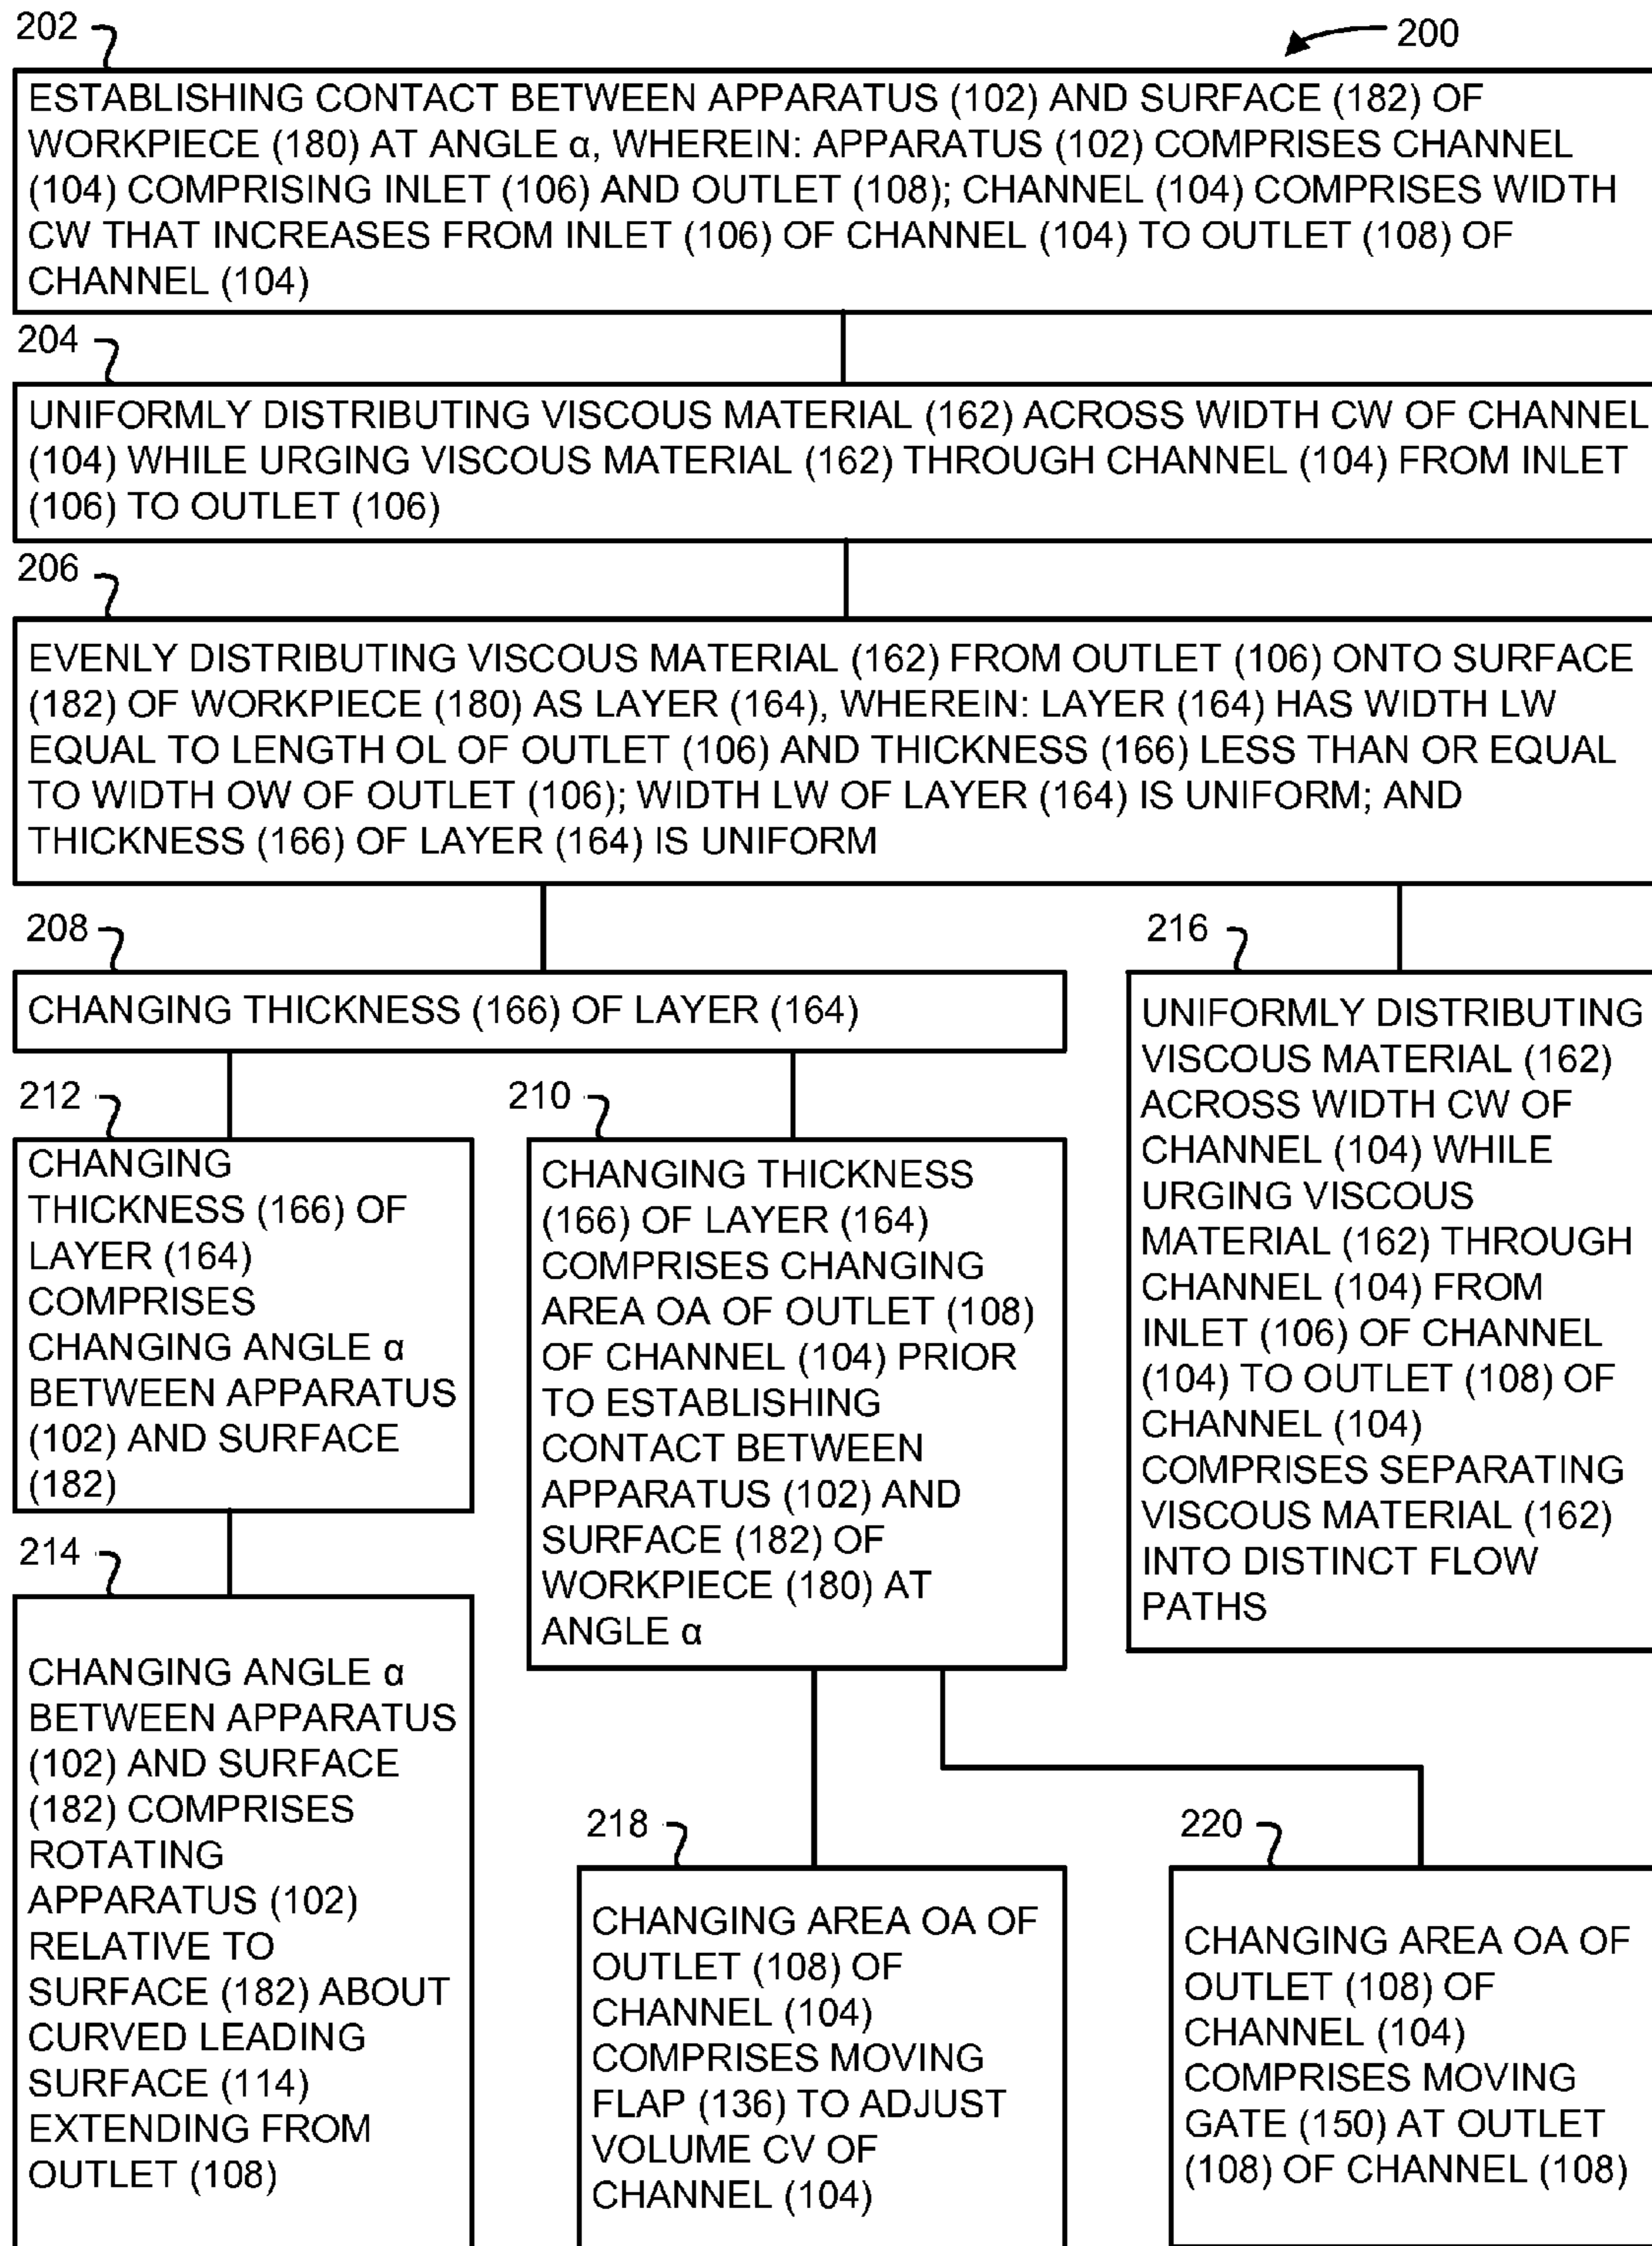 202
200
ESTABLISHING CONTACT BETWEEN APPARATUS (102) AND SURFACE (182) OF
WORKPIECE (180) AT ANGLE α, WHEREIN: APPARATUS (102) COMPRISES CHANNEL
(104) COMPRISING INLET (106) AND OUTLET (108); CHANNEL (104) COMPRISES WIDTH
CW THAT INCREASES FROM INLET (106) OF CHANNEL (104) TO OUTLET (108) OF
CHANNEL (104)
204
UNIFORMLY DISTRIBUTING VISCOUS MATERIAL (162) ACROSS WIDTH CW OF CHANNEL
(104) WHILE URGING VISCOUS MATERIAL (162) THROUGH CHANNEL (104) FROM INLET
(106) TO OUTLET (106)
206
EVENLY DISTRIBUTING VISCOUS MATERIAL (162) FROM OUTLET (106) ONTO SURFACE
(182) OF WORKPIECE (180) AS LAYER (164), WHEREIN: LAYER (164) HAS WIDTH LW
EQUAL TO LENGTH OL OF OUTLET (106) AND THICKNESS (166) LESS THAN OR EQUAL
TO WIDTH OW OF OUTLET (106); WIDTH LW OF LAYER (164) IS UNIFORM; AND
THICKNESS (166) OF LAYER (164) IS UNIFORM
208
CHANGING THICKNESS (166) OF LAYER (164)
212
CHANGING
THICKNESS (166) OF
LAYER (164)
COMPRISES
CHANGING ANGLE α
BETWEEN APPARATUS
(102) AND SURFACE
(182)
214
CHANGING ANGLE α
BETWEEN APPARATUS
(102) AND SURFACE
(182) COMPRISES
ROTATING
APPARATUS (102)
RELATIVE TO
SURFACE (182) ABOUT
CURVED LEADING
SURFACE (114)
EXTENDING FROM
OUTLET (108)
210
CHANGING THICKNESS
(166) OF LAYER (164)
COMPRISES CHANGING
AREA OA OF OUTLET (108)
OF CHANNEL (104) PRIOR
TO ESTABLISHING
CONTACT BETWEEN
APPARATUS (102) AND
SURFACE (182) OF
WORKPIECE (180) AT
ANGLE α
216
UNIFORMLY DISTRIBUTING
VISCOUS MATERIAL (162)
ACROSS WIDTH CW OF
CHANNEL (104) WHILE
URGING VISCOUS
MATERIAL (162) THROUGH
CHANNEL (104) FROM
INLET (106) OF CHANNEL
(104) TO OUTLET (108) OF
CHANNEL (104)
COMPRISES SEPARATING
VISCOUS MATERIAL (162)
INTO DISTINCT FLOW
PATHS
218
CHANGING AREA OA OF
OUTLET (108) OF
CHANNEL (104)
COMPRISES MOVING
FLAP (136) TO ADJUST
VOLUME CV OF
CHANNEL (104)
220
CHANGING AREA OA OF
OUTLET (108) OF
CHANNEL (104)
COMPRISES MOVING
GATE (150) AT OUTLET
(108) OF CHANNEL (108)